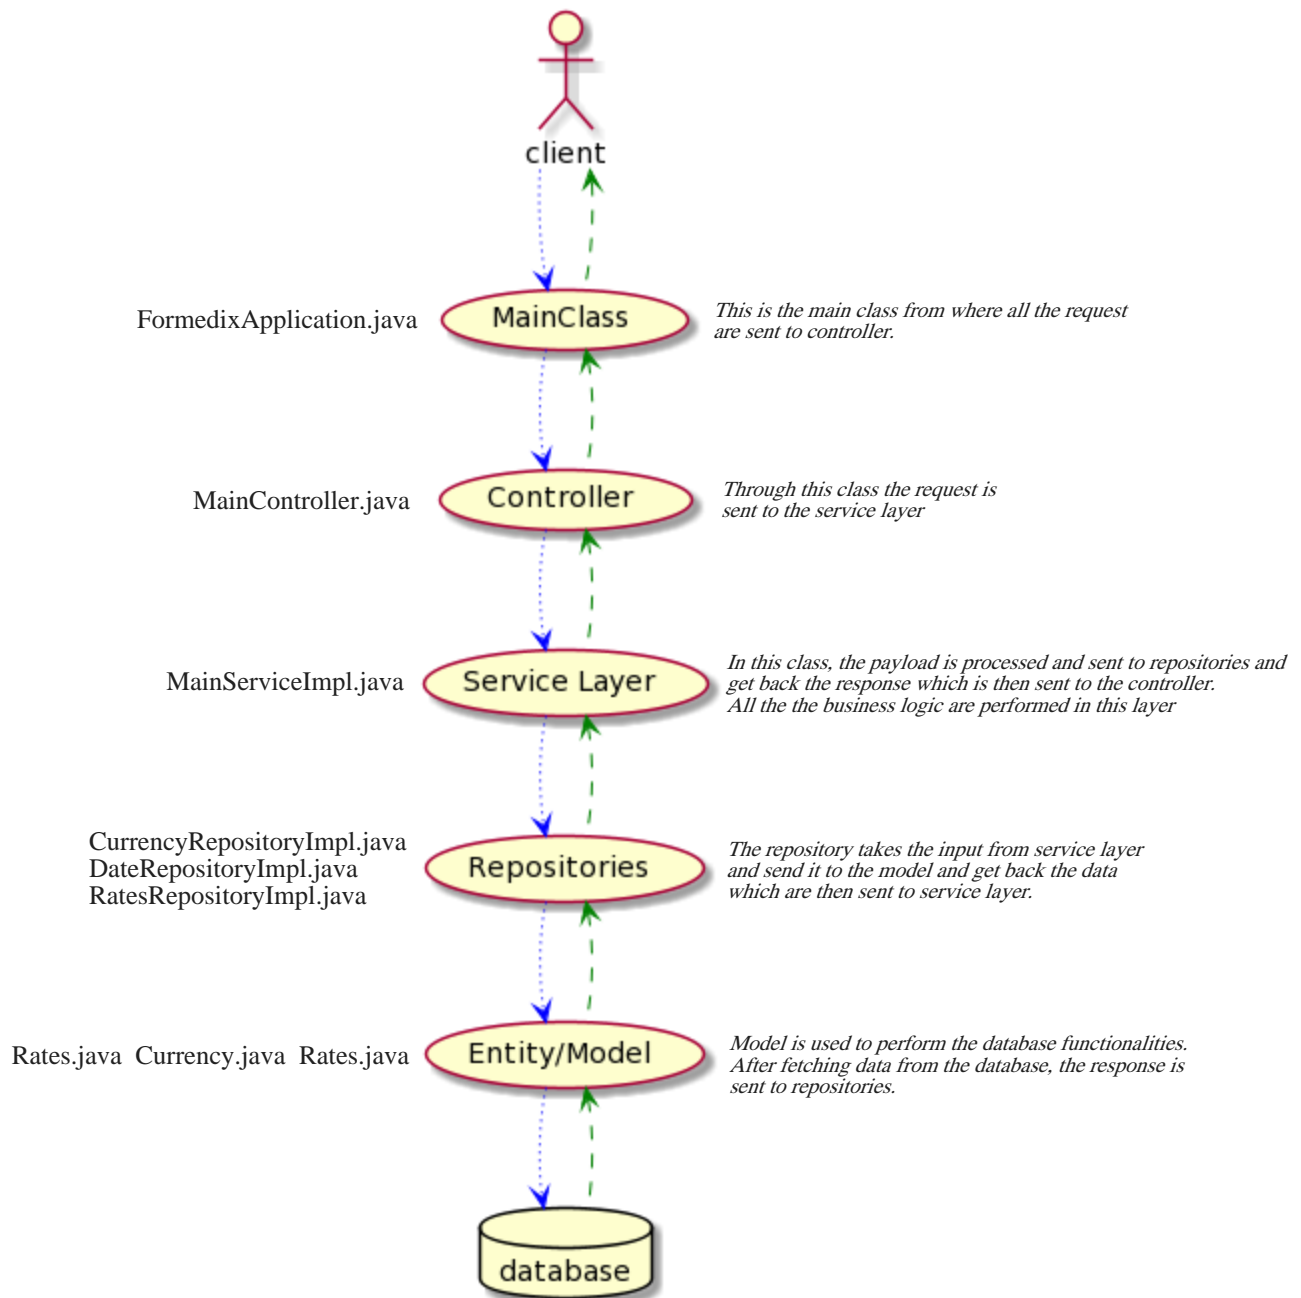 client
FormedixApplication.java
MainClass
This is the main class from where all the request
are sent to controller.
MainController.java
Controller
Through this class the request is
sent to the service layer
MainServiceImpl.java
Service Layer
In this class, the payload is processed and sent to repositories and
get back the response which is then sent to the controller.
All the the business logic are performed in this layer
CurrencyRepositoryImpl.java
DateRepositoryImpl.java
RatesRepositoryImpl.java
Repositories
The repository takes the input from service layer
and send it to the model and get back the data
which are then sent to service layer.
Rates.java  Currency.java  Rates.java
Entity/Model
Model is used to perform the database functionalities.
After fetching data from the database, the response is
sent to repositories.
database